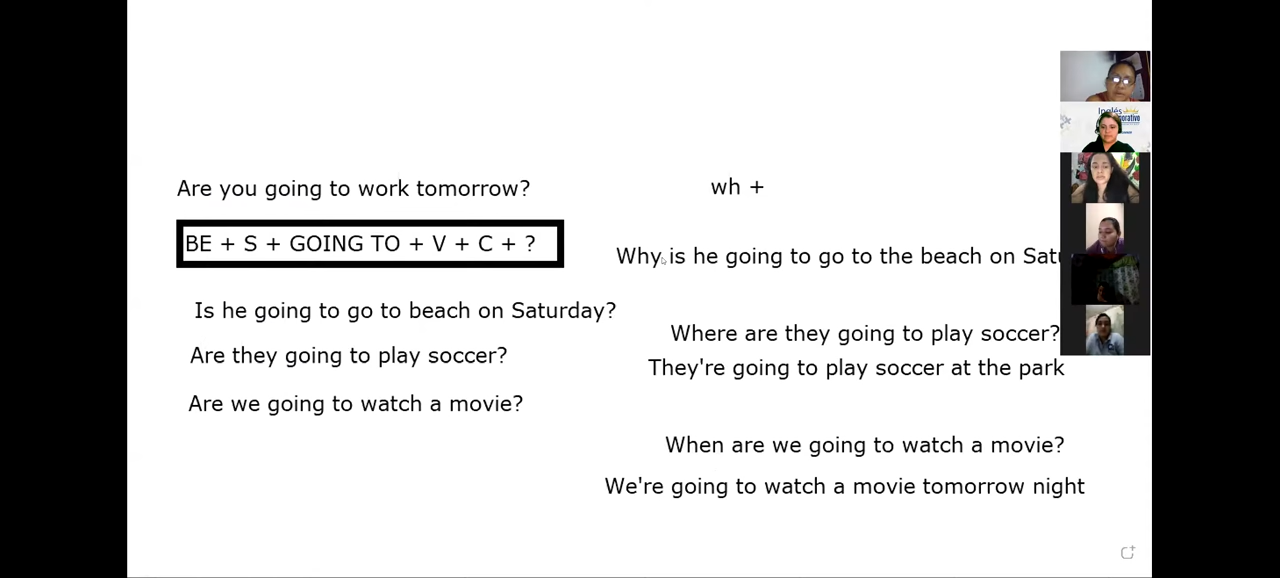 Are you going to work tomorrow?
BE + S + GOING TO + V + C + ?
Is he going to go to beach on Saturday?
Are they going to play soccer?
Are we going to watch a movie?
wh +
Why is he going to go to the beach on Satu
Where are they going to play soccer?
They're going to play soccer at the park
When are we going to watch a movie?
We're going to watch a movie tomorrow night
Inglés